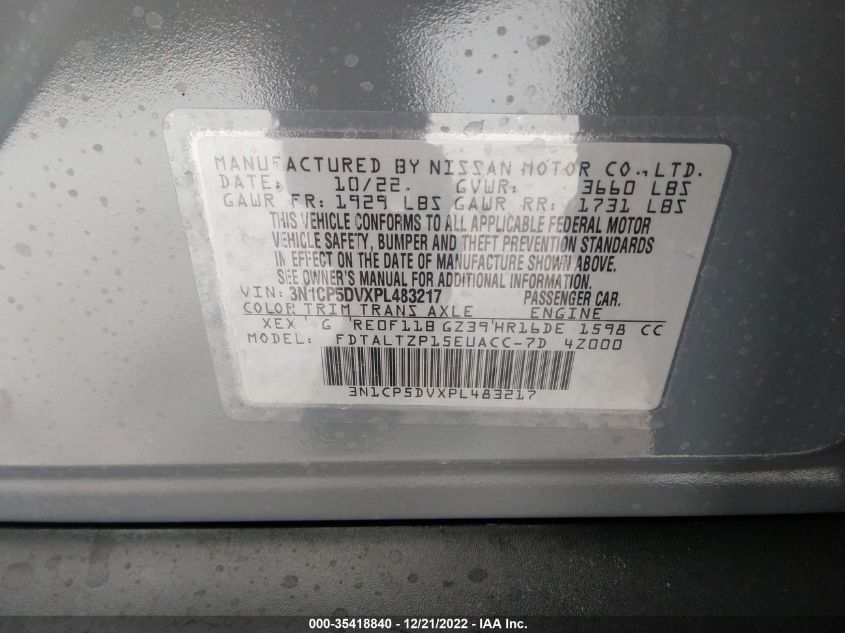 MANUFACTURED BY NISSAN MOTOR CO.,LTD.
DATE: 10/22. GVWR: 3660 LBS
GAWR FR: 1929 LBS GAWR RR: 1731 LBS
THIS VEHICLE CONFORMS TO ALL APPLICABLE FEDERAL MOTOR
VEHICLE SAFETY, BUMPER AND THEFT PREVENTION STANDARDS
IN EFFECT ON THE DATE OF MANUFACTURE SHOWN ABOVE.
SEE OWNER'S MANUAL FOR ADDITIONAL INFORMATION.
VIN: 3N1CP5DVXPL483217 PASSENGER CAR.
COLOR TRIM TRANS AXLE ENGINE
XEX G RE0F11B GZ39 HR16DE 1598 CC
MODEL: FDTALTZP15EUACC-7D 4Z000
3N1CP5DVXPL483217
000-35418840 - 12/21/2022 - IAA Inc.